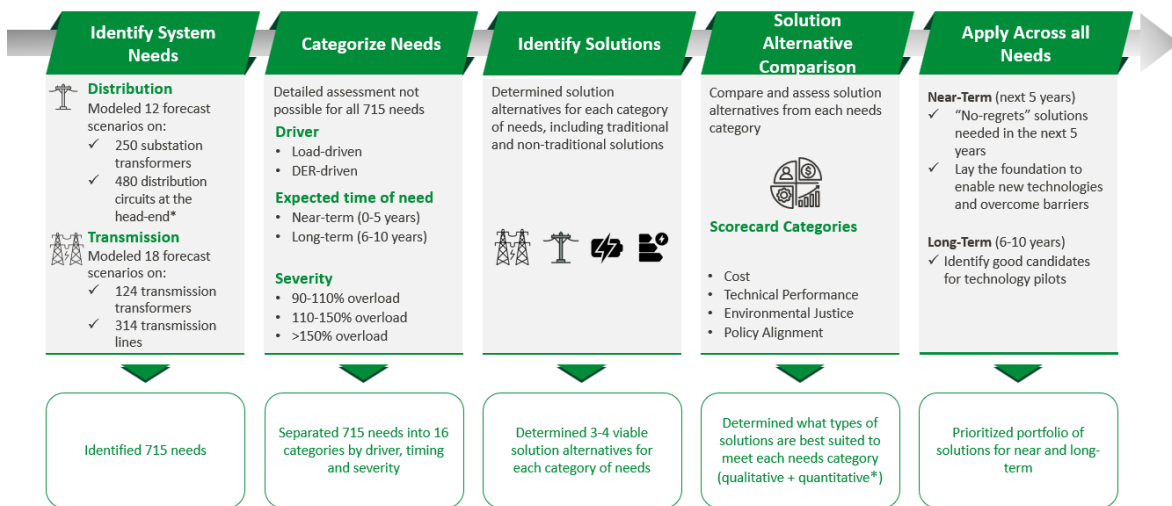 Identify System
Needs
Distribution
Modeled 12 forecast
scenarios on:
✓ 250 substation
transformers
✓ 480 distribution
circuits at the
head-end*
Transmission
Modeled 18 forecast
scenarios on:
✓ 124 transmission
transformers
✓ 314 transmission
lines
Identified 715 needs
Categorize Needs
Detailed assessment not
possible for all 715 needs
Driver
• Load-driven
• DER-driven
Expected time of need
• Near-term (0-5 years)
• Long-term (6-10 years)
Severity
• 90-110% overload
• 110-150% overload
• >150% overload
Separated 715 needs into 16
categories by driver, timing
and severity
Identify Solutions
Determined solution
alternatives for each category
of needs, including traditional
and non-traditional solutions
Determined 3-4 viable
solution alternatives for
each category of needs
Solution
Alternative
Comparison
Compare and assess solution
alternatives from each needs
category
Scorecard Categories
• Cost
• Technical Performance
• Environmental Justice
• Policy Alignment
Determined what types of
solutions are best suited to
meet each needs category
(qualitative + quantitative*)
Apply Across all
Needs
Near-Term (next 5 years)
✓ “No-regrets” solutions
needed in the next 5
years
✓ Lay the foundation to
enable new technologies
and overcome barriers
Long-Term (6-10 years)
✓ Identify good candidates
for technology pilots
Prioritized portfolio of
solutions for near and long-
term